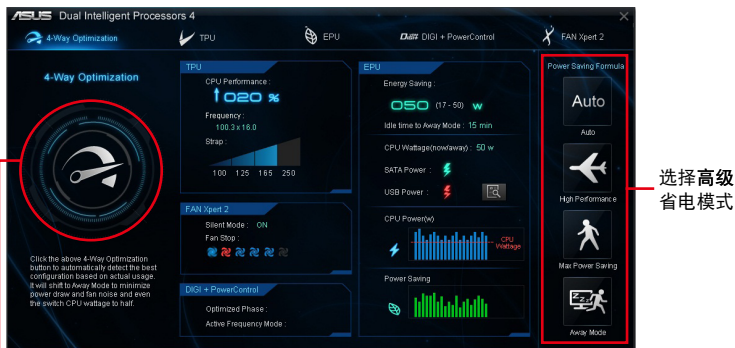 ASUS Dual Intelligent Processors 4
4-Way Optimization
TPU
EPU
DIGI+ DIGI + PowerControl
FAN Xpert 2
4-Way Optimization
Click the above 4-Way Optimization
button to automatically detect the best
configuration based on actual usage.
It will shift to Away Mode to minimize
power draw and fan noise and even
the switch CPU wattage to half.
TPU
CPU Performance :
020 %
Frequency :
100.3 x 16.0
Strap :
100 125 165 250
FAN Xpert 2
Silent Mode : ON
Fan Stop :
DIGI + PowerControl
Optimized Phase :
Active Frequency Mode :
EPU
Energy Saving :
050 (17 - 50) w
Idle time to Away Mode : 15 min
CPU Wattage(now/away) : 50 w
SATA Power :
USB Power :
CPU Power(w)
CPU
Wattage
Power Saving
Power Saving Formula
Auto
Auto
High Performance
Max Power Saving
Zzz
Away Mode
选择高级
省电模式